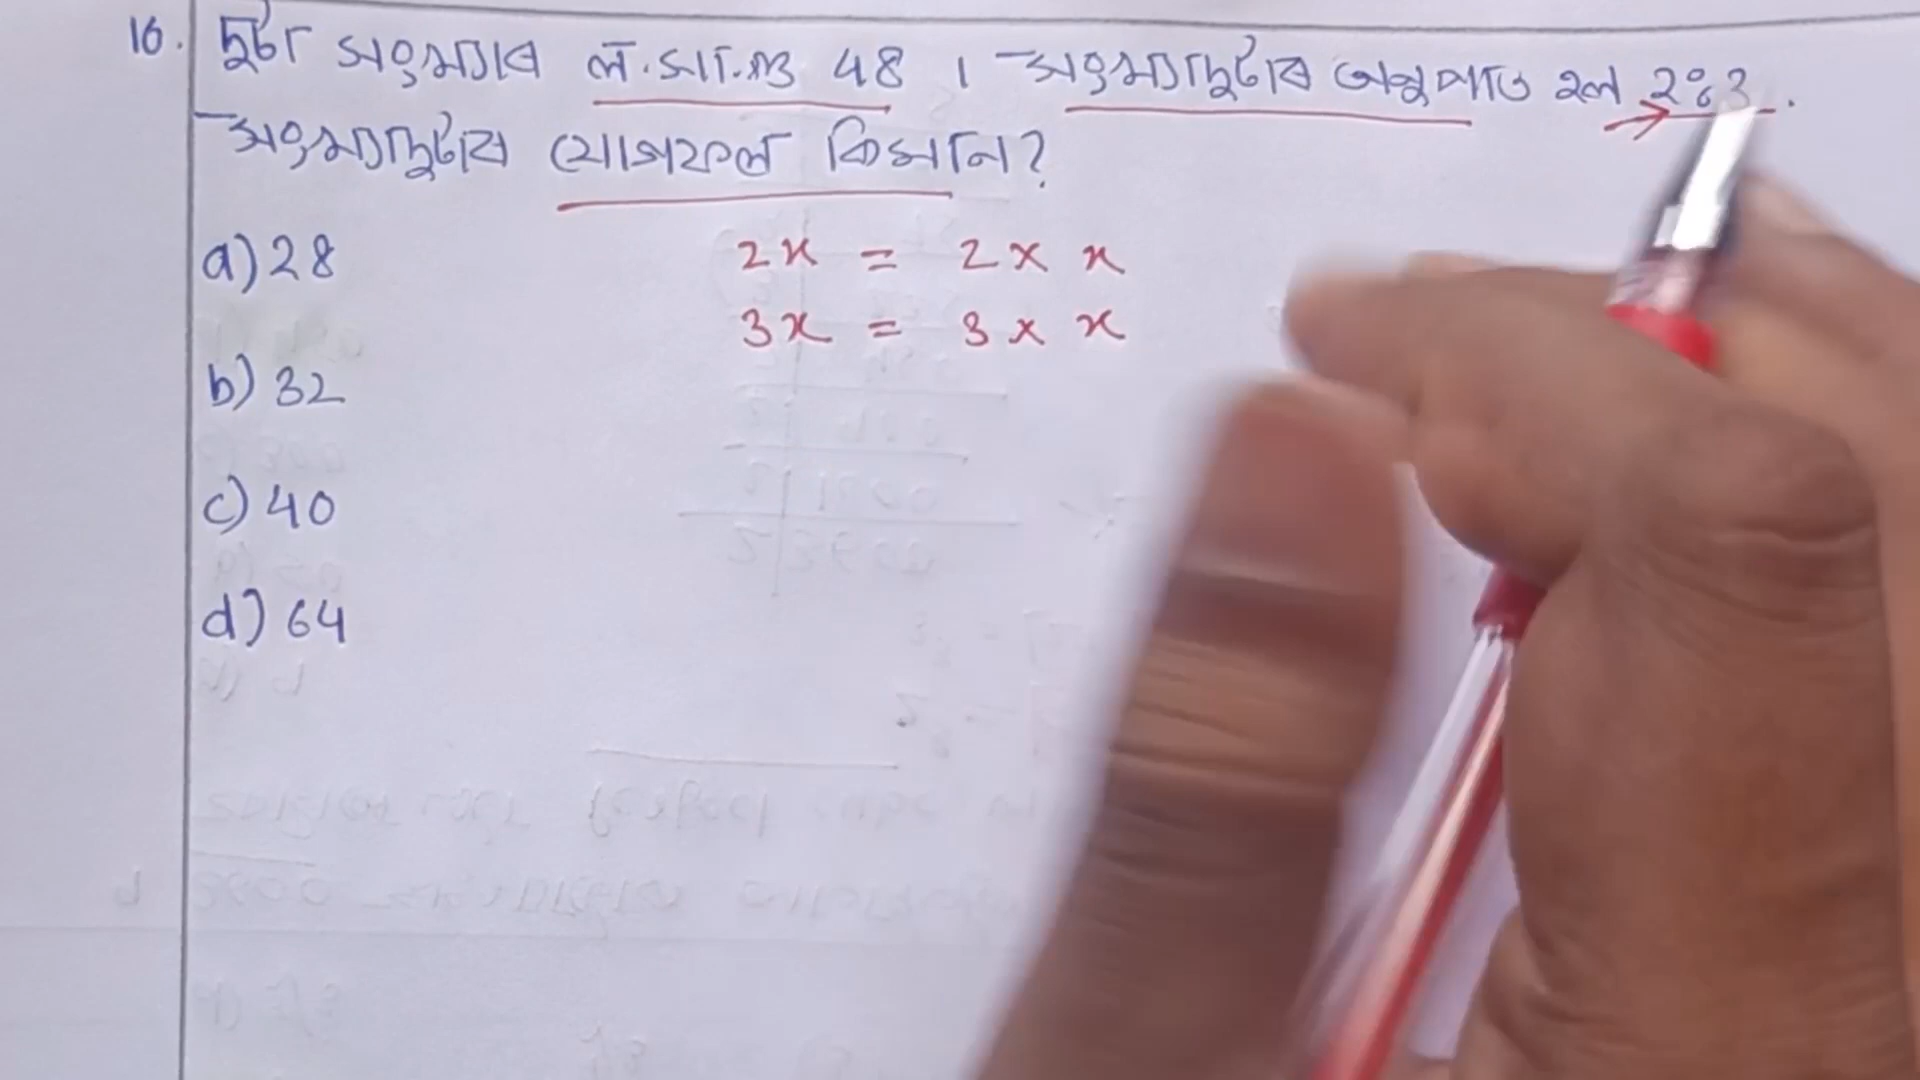 16. দুটা সংখ্যাৰ ল.সা.গু 48 । সংখ্যাদুটাৰ অনুপাত হল 2:3.
সংখ্যাদুটাৰ যোগফল কিমান?
a) 28
2x = 2 × x
3x = 3 × x
b) 32
c) 40
d) 64